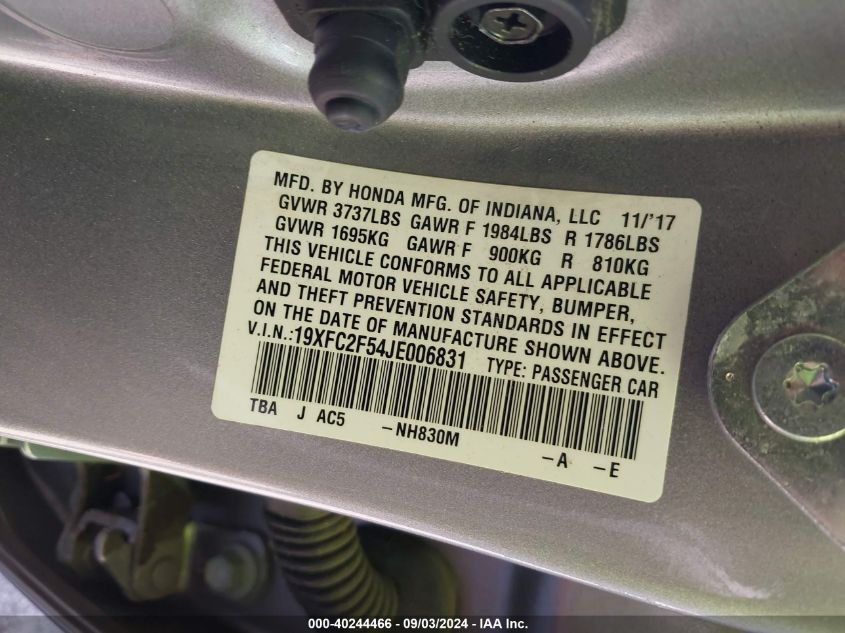 MFD. BY HONDA MFG. OF INDIANA, LLC 11/'17
GVWR 3737LBS GAWR F 1984LBS R 1786LBS
GVWR 1695KG GAWR F 900KG R 810KG
THIS VEHICLE CONFORMS TO ALL APPLICABLE
FEDERAL MOTOR VEHICLE SAFETY, BUMPER,
AND THEFT PREVENTION STANDARDS IN EFFECT
ON THE DATE OF MANUFACTURE SHOWN ABOVE.
V.I.N.:19XFC2F54JE006831 TYPE: PASSENGER CAR
TBA J AC5 -NH830M -A -E
000-40244466 - 09/03/2024 - IAA Inc.